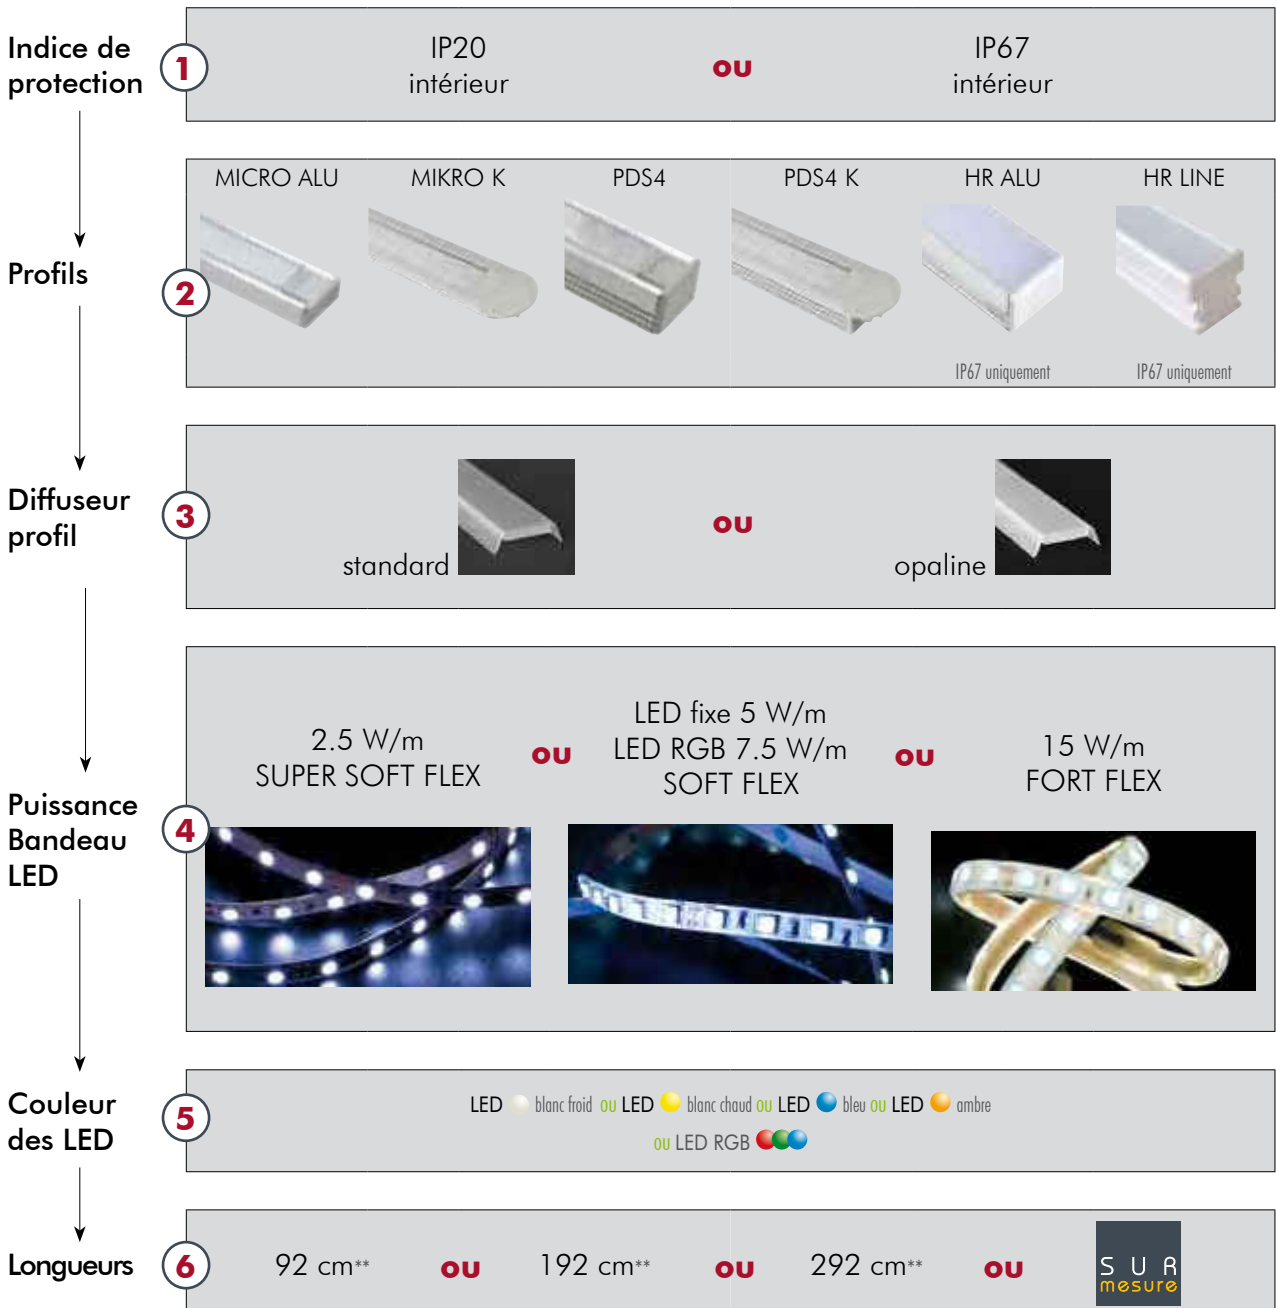 Indice de
protection
1
IP20
intérieur
ou
IP67
intérieur
Profils
2
MICRO ALU
MIKRO K
PDS4
PDS4 K
HR ALU
HR LINE
IP67 uniquement
IP67 uniquement
Diffuseur
profil
3
standard
ou
opaline
Puissance
Bandeau
LED
4
2.5 W/m
SUPER SOFT FLEX
ou
LED fixe 5 W/m
LED RGB 7.5 W/m
SOFT FLEX
ou
15 W/m
FORT FLEX
Couleur
des LED
5
LED blanc froid ou LED blanc chaud ou LED bleu ou LED ambre
ou LED RGB
Longueurs
6
92 cm**
ou
192 cm**
ou
292 cm**
ou
SUR
mesure